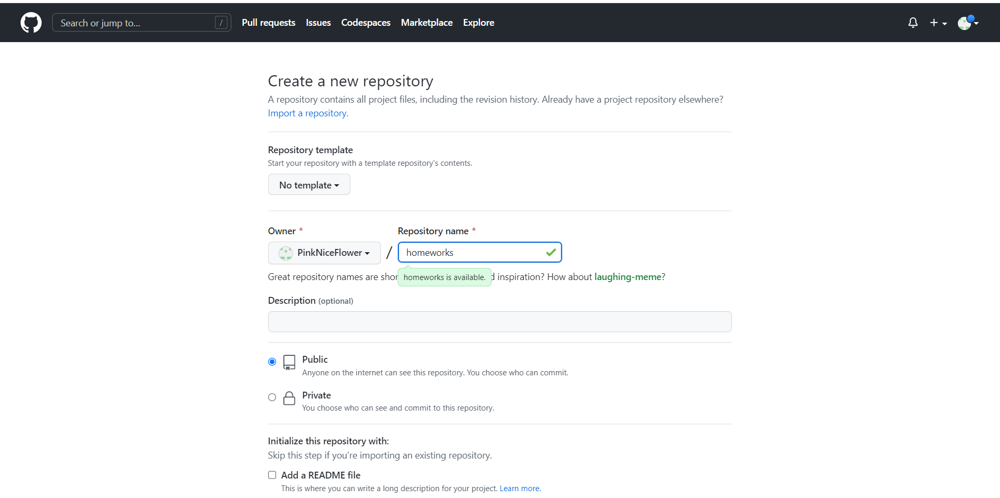 Search or jump to... / Pull requests Issues Codespaces Marketplace Explore
Create a new repository
A repository contains all project files, including the revision history. Already have a project repository elsewhere?
Import a repository.
Repository template
Start your repository with a template repository's contents.
No template
Owner * Repository name *
PinkNiceFlower / homeworks
Great repository names are shor homeworks is available. d inspiration? How about laughing-meme?
Description (optional)
Public
Anyone on the internet can see this repository. You choose who can commit.
Private
You choose who can see and commit to this repository.
Initialize this repository with:
Skip this step if you’re importing an existing repository.
Add a README file
This is where you can write a long description for your project. Learn more.